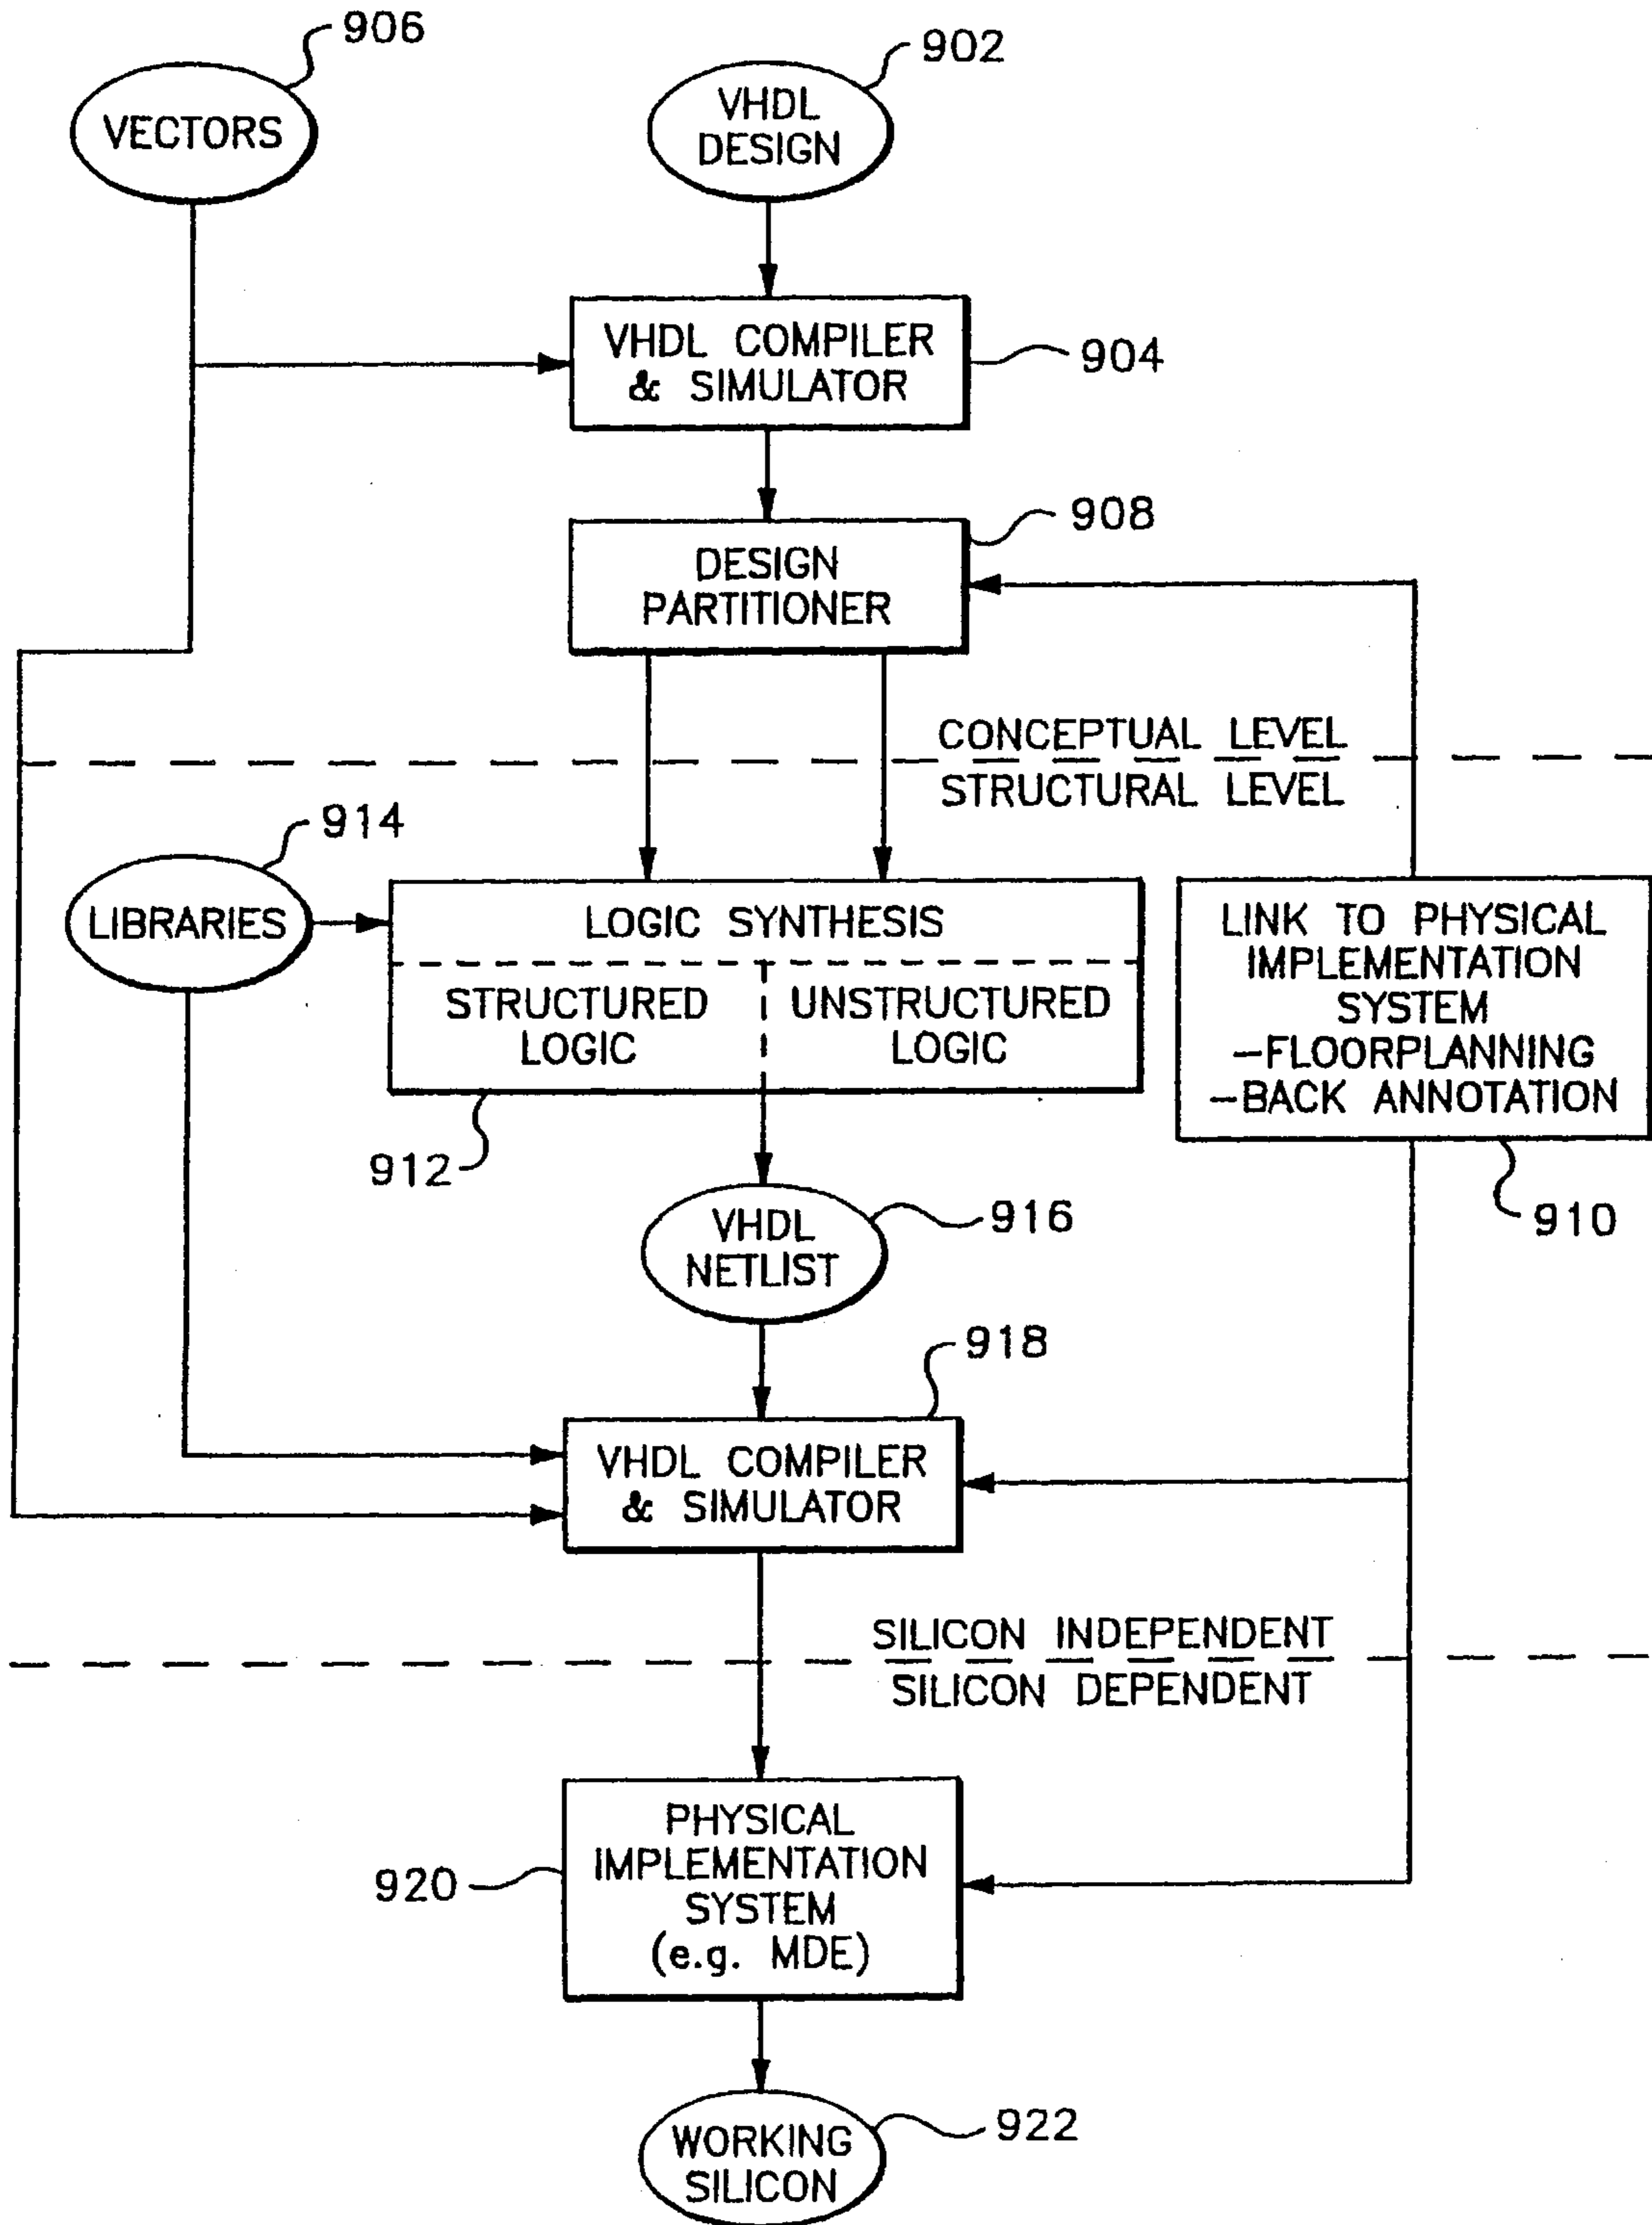 906
902
VECTORS
VHDL
DESIGN
VHDL COMPILER
& SIMULATOR
904
908
DESIGN
PARTITIONER
CONCEPTUAL LEVEL
STRUCTURAL LEVEL
914
LIBRARIES
LOGIC SYNTHESIS
STRUCTURED
LOGIC
UNSTRUCTURED
LOGIC
LINK TO PHYSICAL
IMPLEMENTATION
SYSTEM
-FLOORPLANNING
-BACK ANNOTATION
912
910
916
VHDL
NETLIST
918
VHDL COMPILER
& SIMULATOR
SILICON INDEPENDENT
SILICON DEPENDENT
920
PHYSICAL
IMPLEMENTATION
SYSTEM
(e.g. MDE)
922
WORKING
SILICON